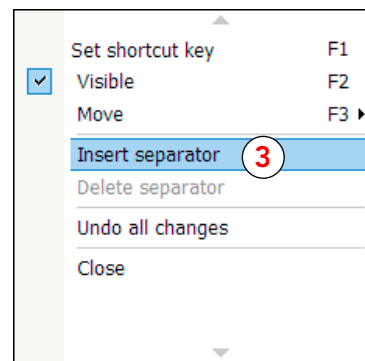 Set shortcut key F1
Visible F2
Move F3
Insert separator 3
Delete separator
Undo all changes
Close